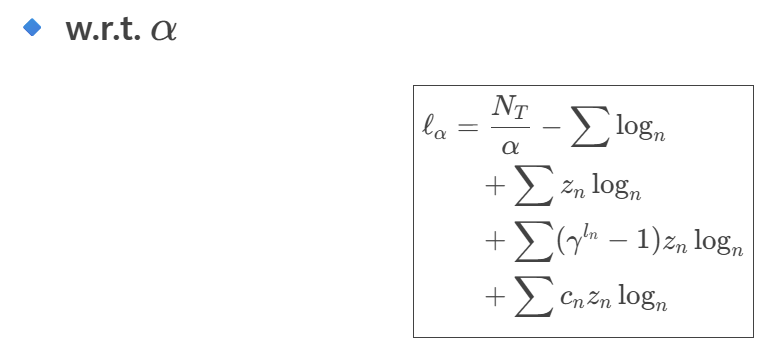 w.r.t. α
ℓ_α = N_T/α − ∑ log_n
+ ∑ z_n log_n
+ ∑(γ^{l_n} − 1)z_n log_n
+ ∑ c_n z_n log_n